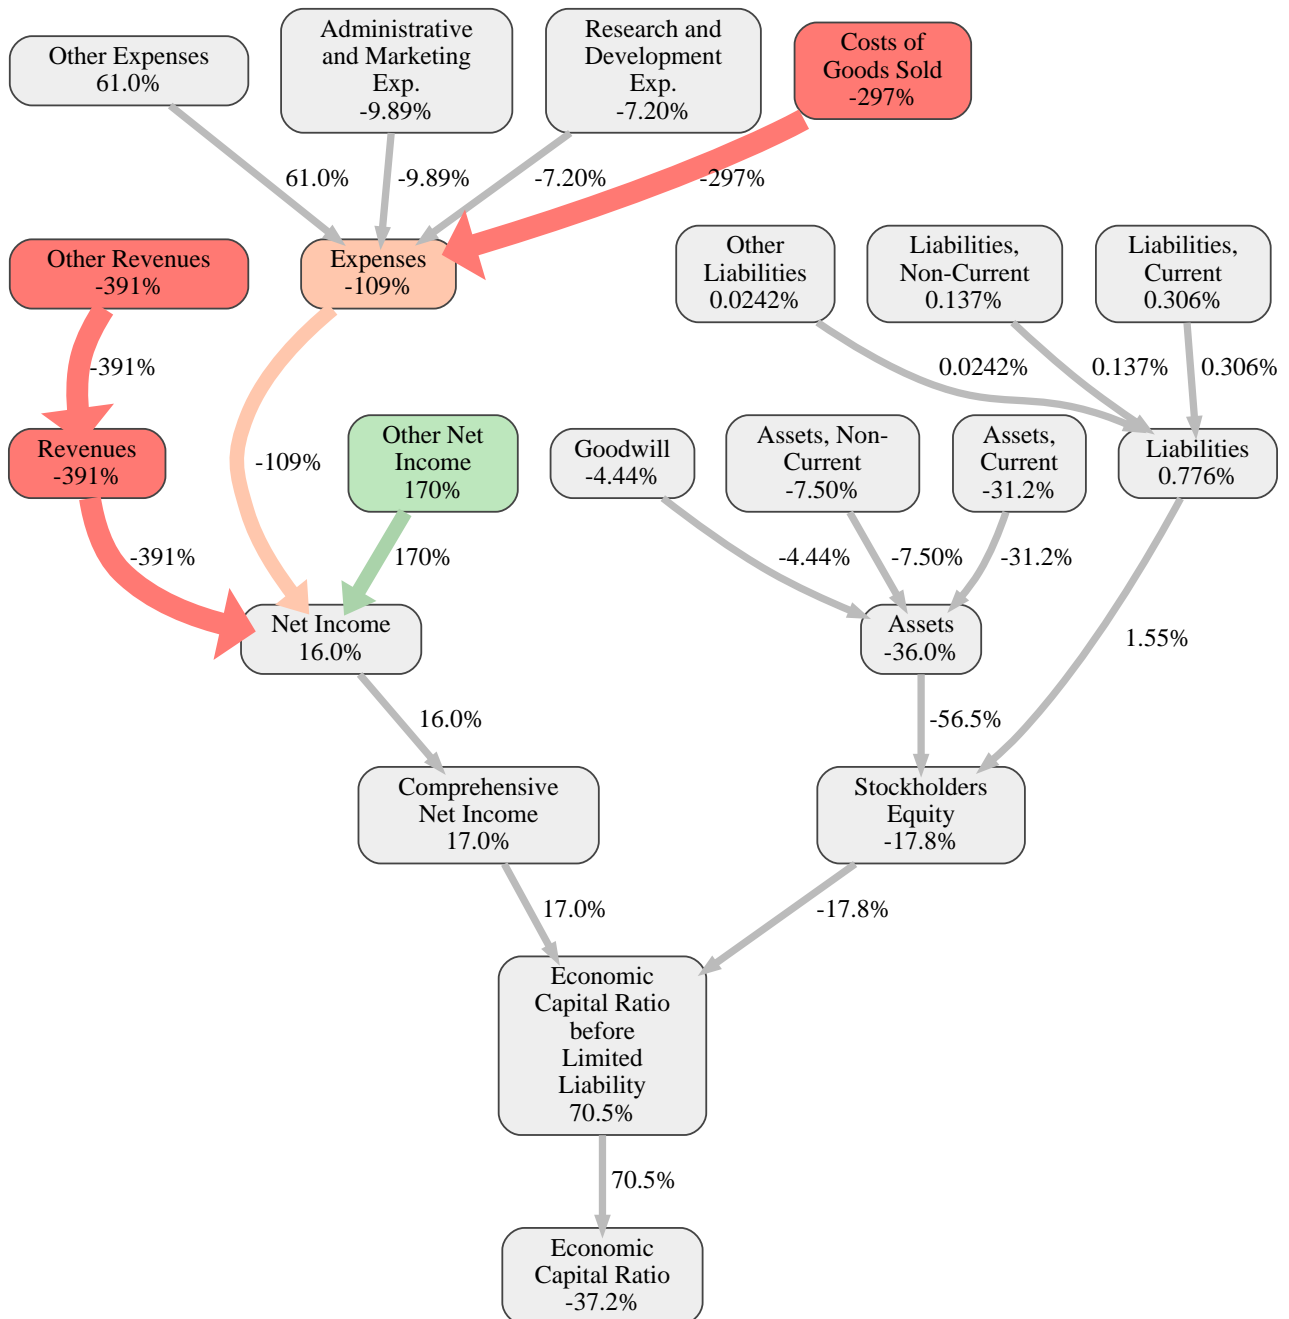 Other Expenses
61.0%
Administrative
and Marketing
Exp.
-9.89%
Research and
Development
Exp.
-7.20%
Costs of
Goods Sold
-297%
61.0%
-9.89%
-7.20%
-297%
Other Revenues
-391%
Expenses
-109%
Other
Liabilities
0.0242%
Liabilities,
Non-Current
0.137%
Liabilities,
Current
0.306%
-391%
0.0242%
0.137%
0.306%
Revenues
-391%
-109%
Other Net
Income
170%
Goodwill
-4.44%
Assets, Non-
Current
-7.50%
Assets,
Current
-31.2%
Liabilities
0.776%
-391%
170%
-4.44%
-7.50%
-31.2%
Net Income
16.0%
Assets
-36.0%
1.55%
16.0%
-56.5%
Comprehensive
Net Income
17.0%
Stockholders
Equity
-17.8%
17.0%
-17.8%
Economic
Capital Ratio
before
Limited
Liability
70.5%
70.5%
Economic
Capital Ratio
-37.2%